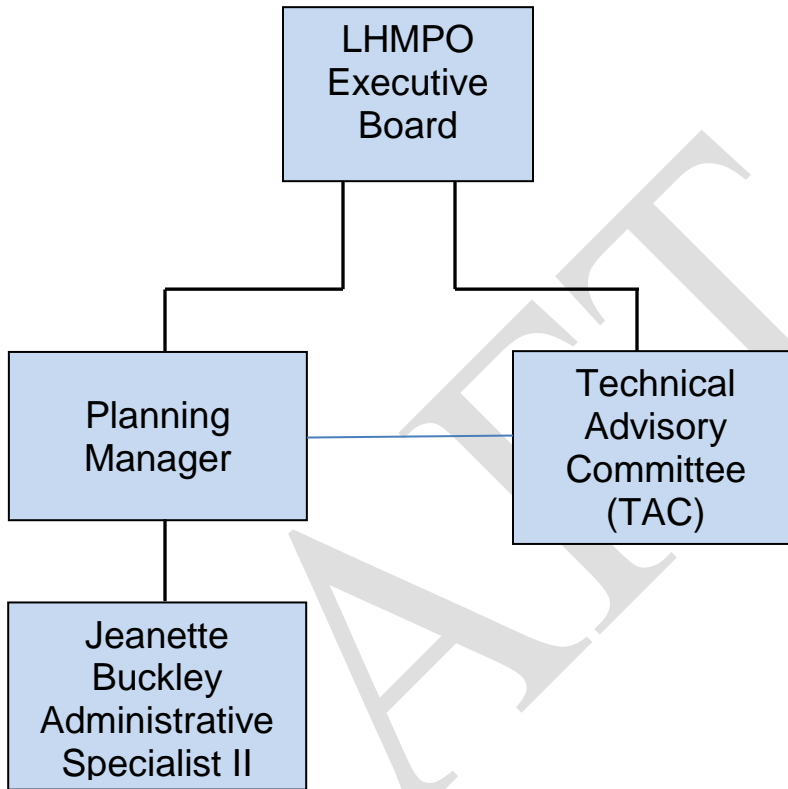 LHMPO
Executive
Board
Planning
Manager
Technical
Advisory
Committee
(TAC)
Jeanette
Buckley
Administrative
Specialist II
AFT